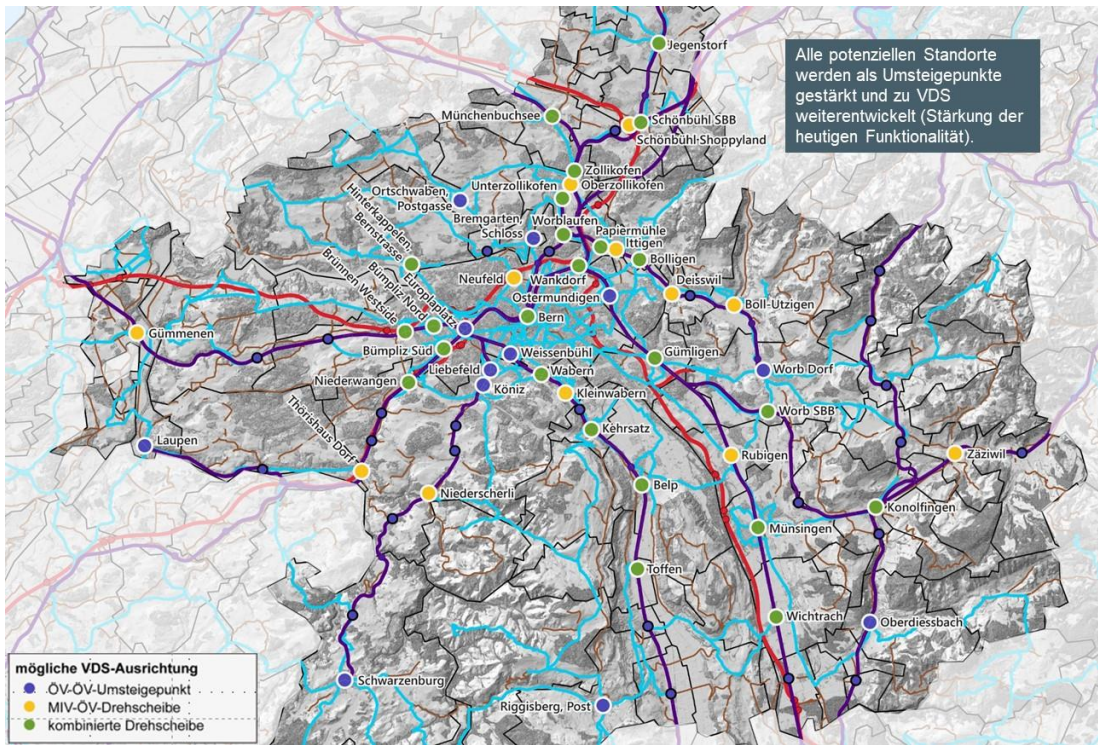 Alle potenziellen Standorte
werden als Umsteigepunkte
gestärkt und zu VDS
weiterentwickelt (Stärkung der
heutigen Funktionalität).
Jegenstorf
Münchenbuchsee
Schönbühl SBB
Schönbühl Shoppyland
Zollikofen
Unterzollikofen
Oberzollikofen
Ortschwaben,
Postgasse
Bremgarten,
Schloss
Worblaufen
Papiermühle
Ittigen
Bolligen
Hinterkappelen,
Bernstrasse
Brünnen Westside
Bümpliz Nord
Europlaplatz
Neufeld
Wankdorf
Ostermundigen
Deisswil
Boll-Utzigen
Gümmenen
Bern
Bümpliz Süd
Weissenbühl
Gümligen
Liebefeld
Wabern
Worb Dorf
Niederwangen
Köniz
Kleinwabern
Worb SBB
Thörishaus Dorf
Kehrsatz
Laupen
Rubigen
Zäziwil
Niederscherli
Belp
Konolfingen
Münsingen
Toffen
Wichtrach
Oberdiessbach
Schwarzenburg
Riggisberg, Post
mögliche VDS-Ausrichtung
ÖV-ÖV-Umsteigepunkt
MIV-ÖV-Drehscheibe
kombinierte Drehscheibe